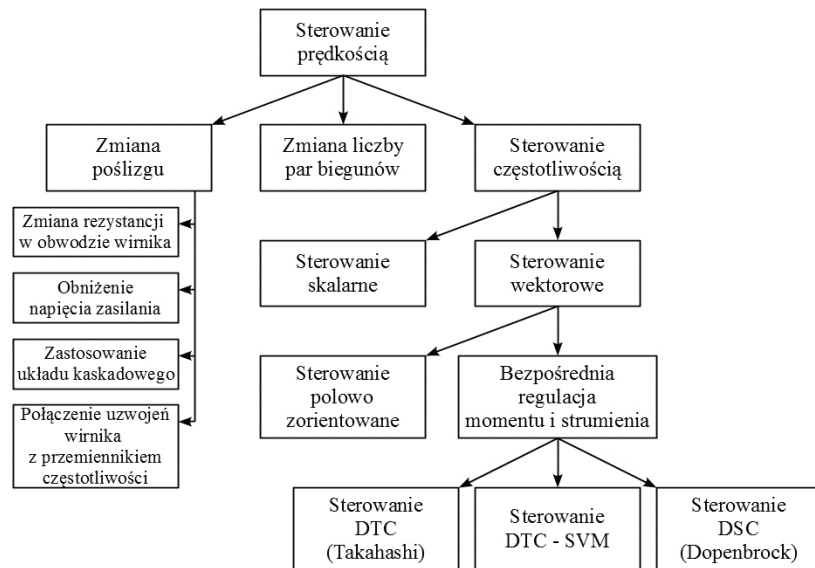 Sterowanie
prędkością
Zmiana
poślizgu
Zmiana liczby
par biegunów
Sterowanie
częstotliwością
Zmiana rezystancji
w obwodzie wirnika
Obniżenie
napięcia zasilania
Zastosowanie
układu kaskadowego
Połączenie uzwojeń
wirnika
z przemiennikiem
częstotliwości
Sterowanie
skalarne
Sterowanie
wektorowe
Sterowanie
polowo
zorientowane
Bezpośrednia
regulacja
momentu i strumienia
Sterowanie
DTC
(Takahashi)
Sterowanie
DTC - SVM
Sterowanie
DSC
(Dopenbrock)